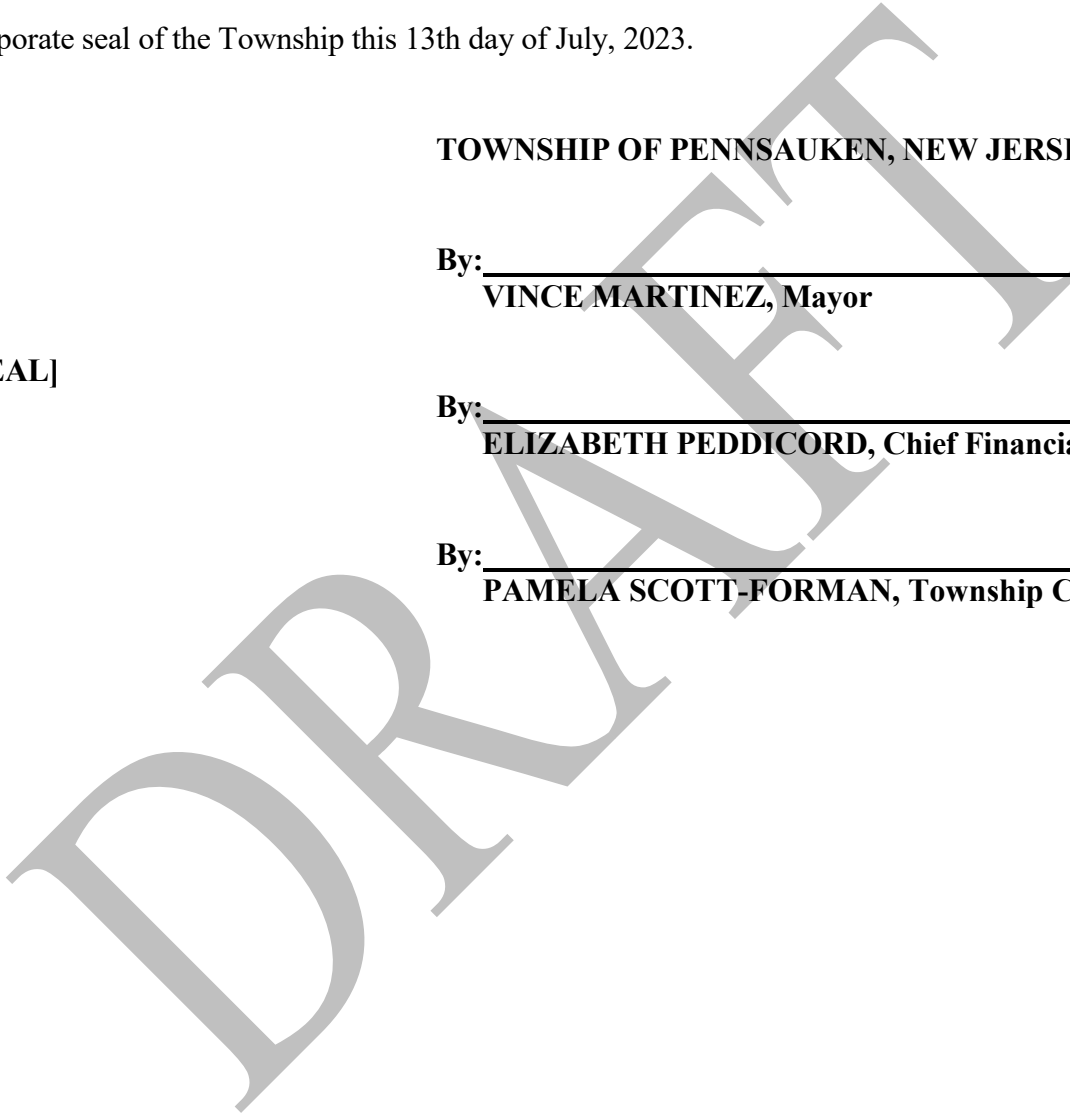 porate seal of the Township this 13th day of July, 2023.
TOWNSHIP OF PENNSAUKEN, NEW JERS
By:
VINCE MARTINEZ, Mayor
EAL]
By:
ELIZABETH PEDDICORD, Chief Financia
By:
PAMELA SCOTT-FORMAN, Township C
DRAFT